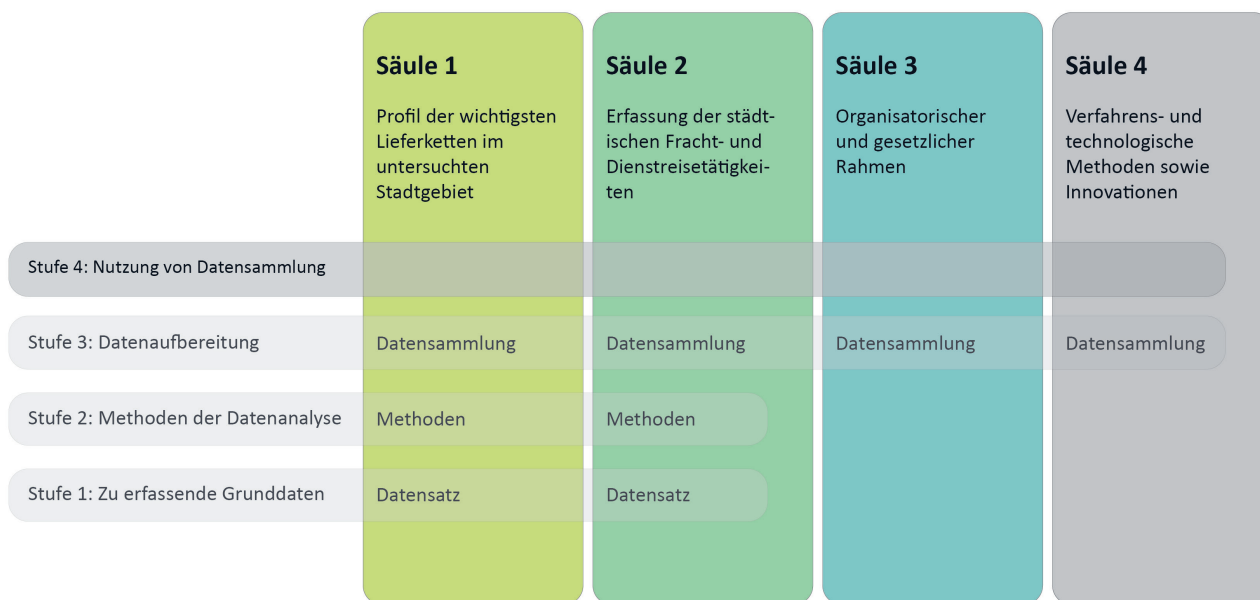 Säule 1
Profil der wichtigsten
Lieferketten im
untersuchten
Stadtgebiet
Säule 2
Erfassung der städt-
ischen Fracht- und
Dienstreisetätigkei-
ten
Säule 3
Organisatorischer
und gesetzlicher
Rahmen
Säule 4
Verfahrens- und
technologische
Methoden sowie
Innovationen
Stufe 4: Nutzung von Datensammlung
Stufe 3: Datenaufbereitung Datensammlung Datensammlung Datensammlung Datensammlung
Stufe 2: Methoden der Datenanalyse Methoden Methoden
Stufe 1: Zu erfassende Grunddaten Datensatz Datensatz